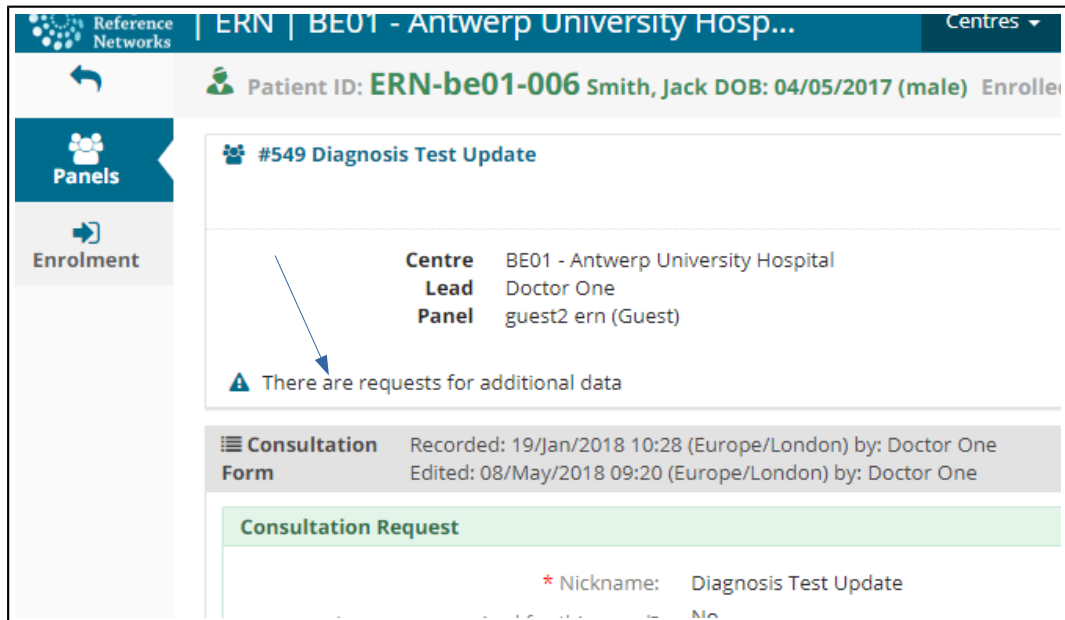 Reference
Networks
| ERN | BE01 - Antwerp University Hosp...
Centres
Patient ID: ERN-be01-006 Smith, Jack DOB: 04/05/2017 (male) Enrolle
Panels
Enrolment
#549 Diagnosis Test Update
Centre BE01 - Antwerp University Hospital
Lead Doctor One
Panel guest2 ern (Guest)
There are requests for additional data
Consultation Form
Recorded: 19/Jan/2018 10:28 (Europe/London) by: Doctor One
Edited: 08/May/2018 09:20 (Europe/London) by: Doctor One
Consultation Request
* Nickname: Diagnosis Test Update
No